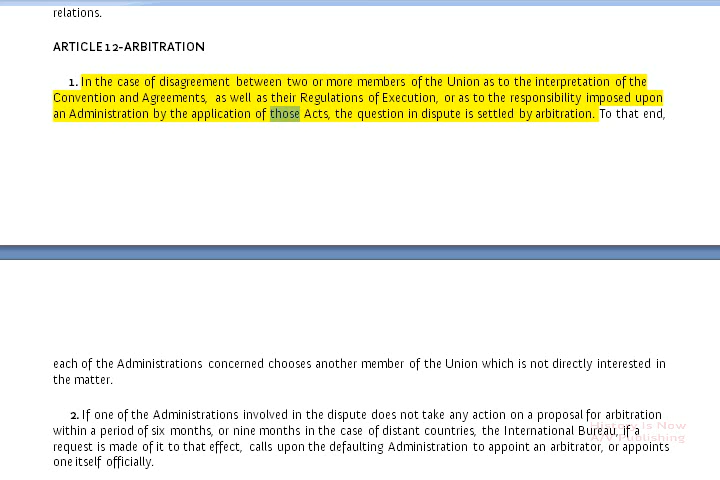 relations.
ARTICLE 12-ARBITRATION
1. In the case of disagreement between two or more members of the Union as to the interpretation of the
Convention and Agreements, as well as their Regulations of Execution, or as to the responsibility imposed upon
an Administration by the application of those Acts, the question in dispute is settled by arbitration. To that end,
each of the Administrations concerned chooses another member of the Union which is not directly interested in
the matter.
2. If one of the Administrations involved in the dispute does not take any action on a proposal for arbitration
within a period of six months, or nine months in the case of distant countries, the International Bureau, if a
request is made of it to that effect, calls upon the defaulting Administration to appoint an arbitrator, or appoints
one itself officially.
History Is Now
A/V Publishing